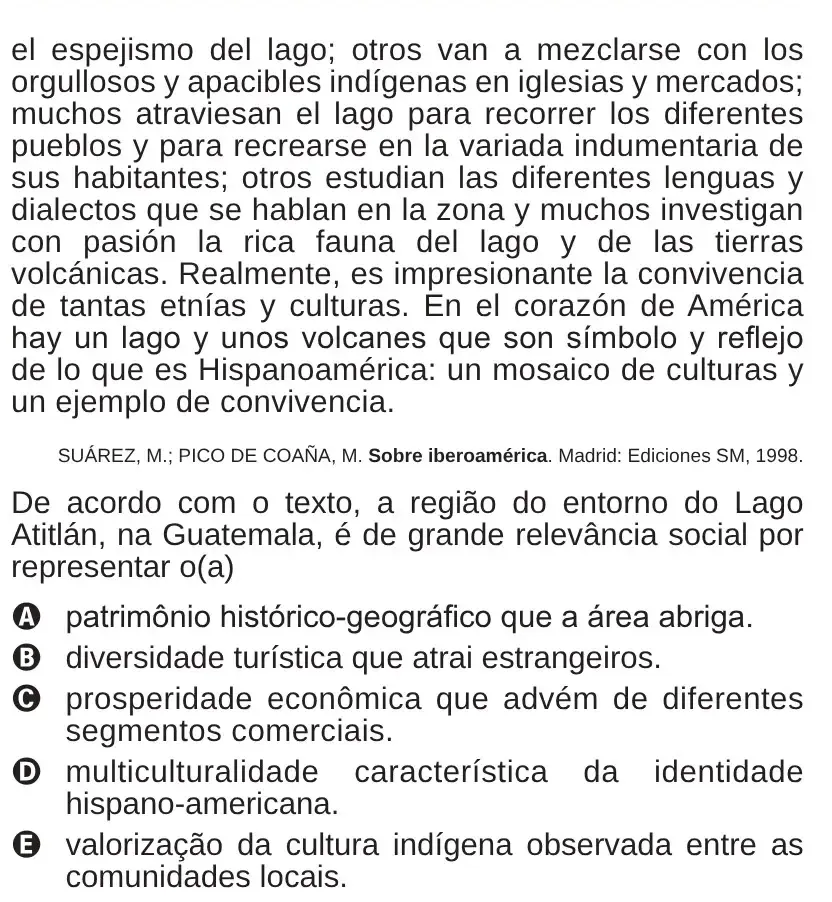 el espejismo del lago; otros van a mezclarse con los
orgullosos y apacibles indígenas en iglesias y mercados;
muchos atraviesan el lago para recorrer los diferentes
pueblos y para recrearse en la variada indumentaria de
sus habitantes; otros estudian las diferentes lenguas y
dialectos que se hablan en la zona y muchos investigan
con pasión la rica fauna del lago y de las tierras
volcánicas. Realmente, es impresionante la convivencia
de tantas etnías y culturas. En el corazón de América
hay un lago y unos volcanes que son símbolo y reflejo
de lo que es Hispanoamérica: un mosaico de culturas y
un ejemplo de convivencia.
SUÁREZ, M.; PICO DE COAÑA, M. Sobre iberoamérica. Madrid: Ediciones SM, 1998.
De acordo com o texto, a região do entorno do Lago
Atitlán, na Guatemala, é de grande relevância social por
representar o(a)
A patrimônio histórico-geográfico que a área abriga.
B diversidade turística que atrai estrangeiros.
C prosperidade econômica que advém de diferentes
segmentos comerciais.
D multiculturalidade característica da identidade
hispano-americana.
E valorização da cultura indígena observada entre as
comunidades locais.